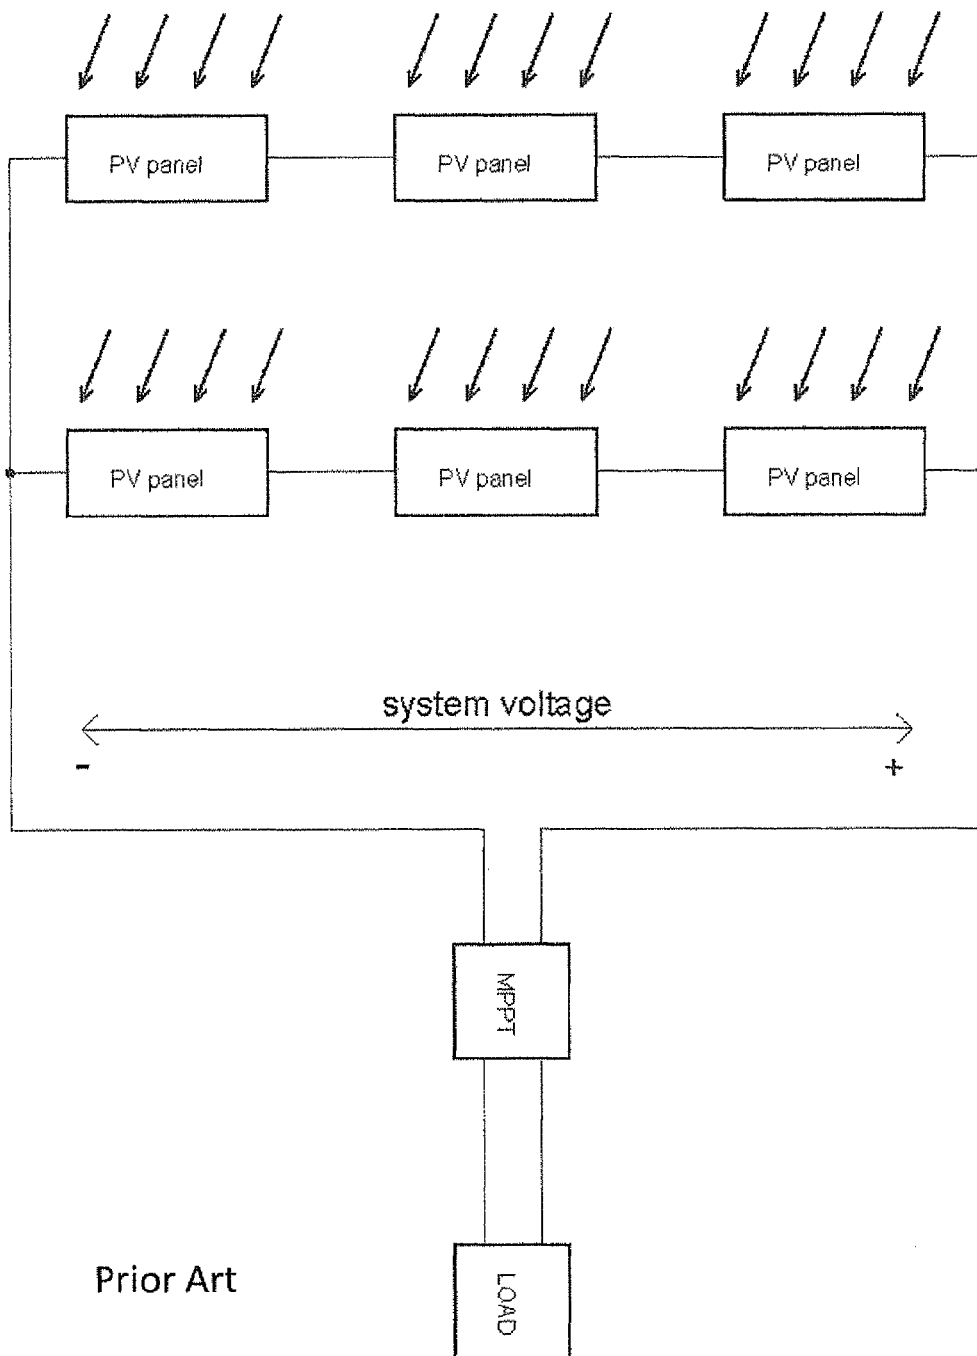 PV panel PV panel PV panel
PV panel PV panel PV panel
system voltage
- +
MPPT
LOAD
Prior Art